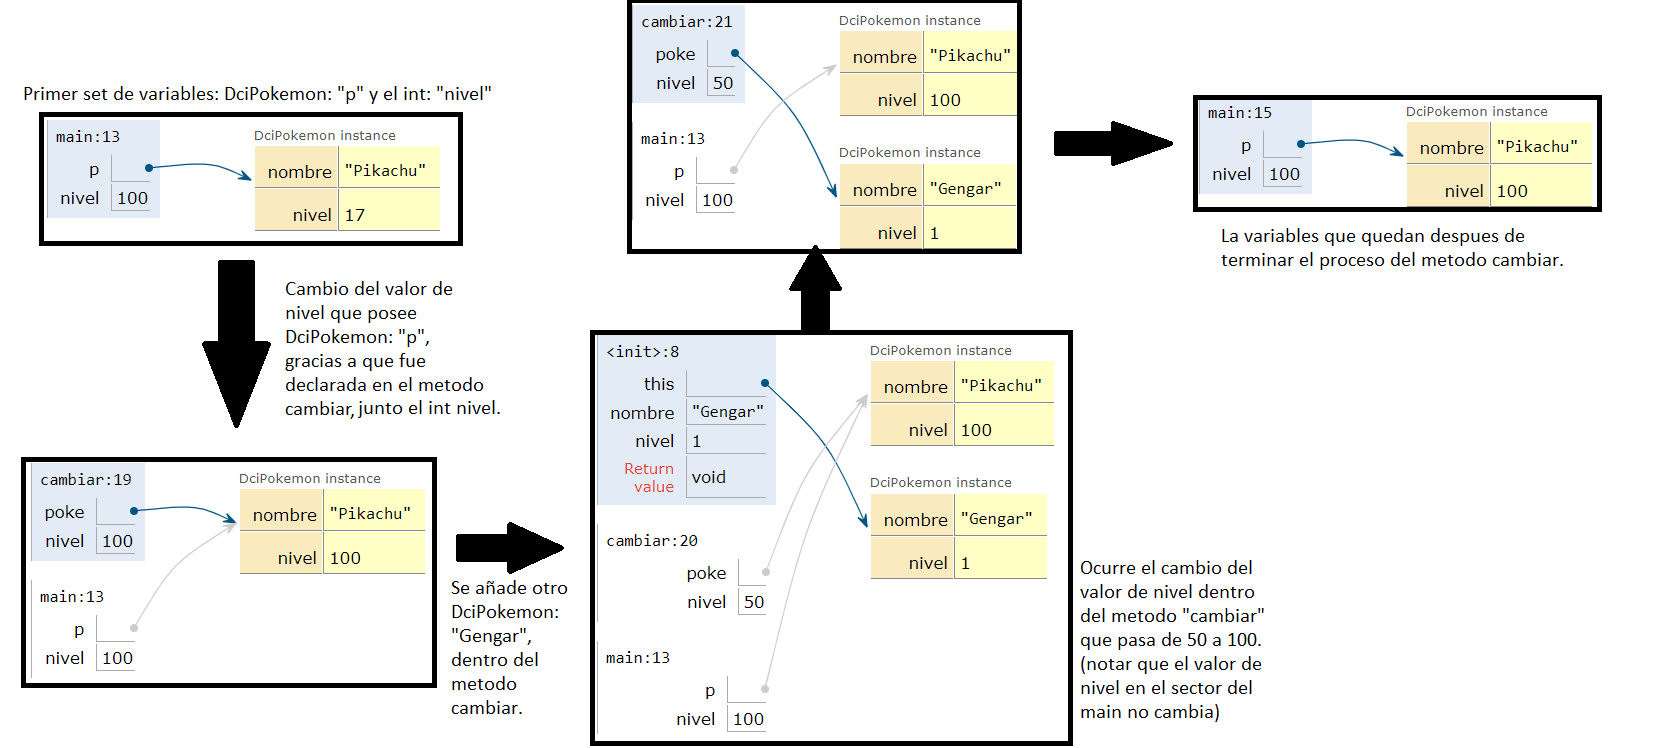 Primer set de variables: DciPokemon: "p" y el int: "nivel"
main:13
DciPokemon instance
p
nombre "Pikachu"
nivel 100
nivel 17
Cambio del valor de
nivel que posee
DciPokemon: "p",
gracias a que fue
declarada en el metodo
cambiar, junto el int nivel.
cambiar:19
DciPokemon instance
poke
nombre "Pikachu"
nivel 100
nivel 100
main:13
p
nivel 100
Se añade otro
DciPokemon:
"Gengar",
dentro del
metodo
cambiar.
<init>:8
DciPokemon instance
this
nombre "Pikachu"
nombre "Gengar"
nivel 100
nivel 1
Return
value
void
DciPokemon instance
nombre "Gengar"
nivel 1
cambiar:20
poke
nivel 50
main:13
p
nivel 100
Ocurre el cambio del
valor de nivel dentro
del metodo "cambiar"
que pasa de 50 a 100.
(notar que el valor de
nivel en el sector del
main no cambia)
cambiar:21
DciPokemon instance
poke
nombre "Pikachu"
nivel 50
nivel 100
main:13
DciPokemon instance
p
nombre "Gengar"
nivel 100
nivel 1
main:15
DciPokemon instance
p
nombre "Pikachu"
nivel 100
nivel 100
La variables que quedan despues de
terminar el proceso del metodo cambiar.